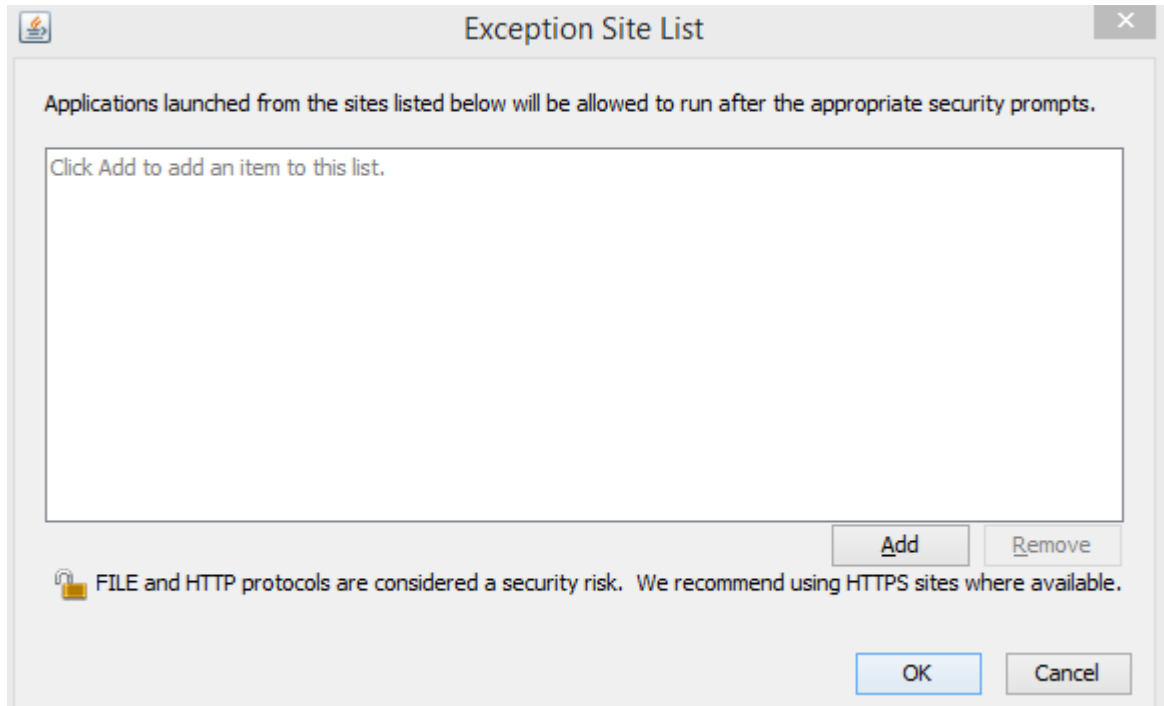 Exception Site List
Applications launched from the sites listed below will be allowed to run after the appropriate security prompts.
Click Add to add an item to this list.
Add Remove
FILE and HTTP protocols are considered a security risk.  We recommend using HTTPS sites where available.
OK Cancel